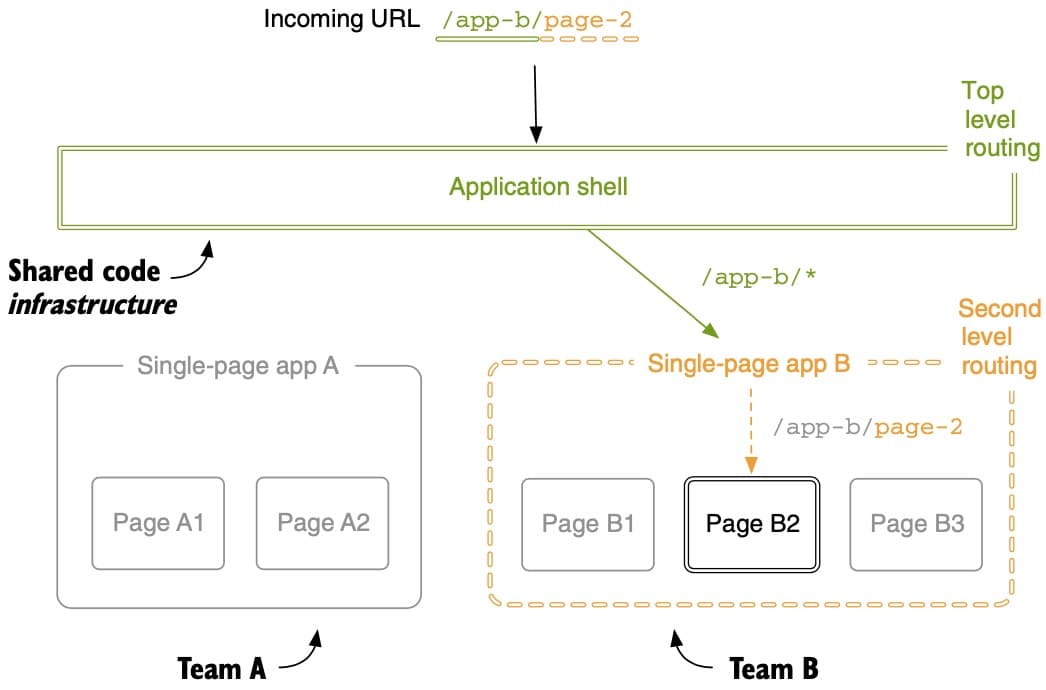 Incoming URL /app-b/page-2
Top
level
routing
Application shell
Shared code
infrastructure
/app-b/*
Second
level
routing
Single-page app A
Single-page app B
/app-b/page-2
Page A1
Page A2
Page B1
Page B2
Page B3
Team A
Team B